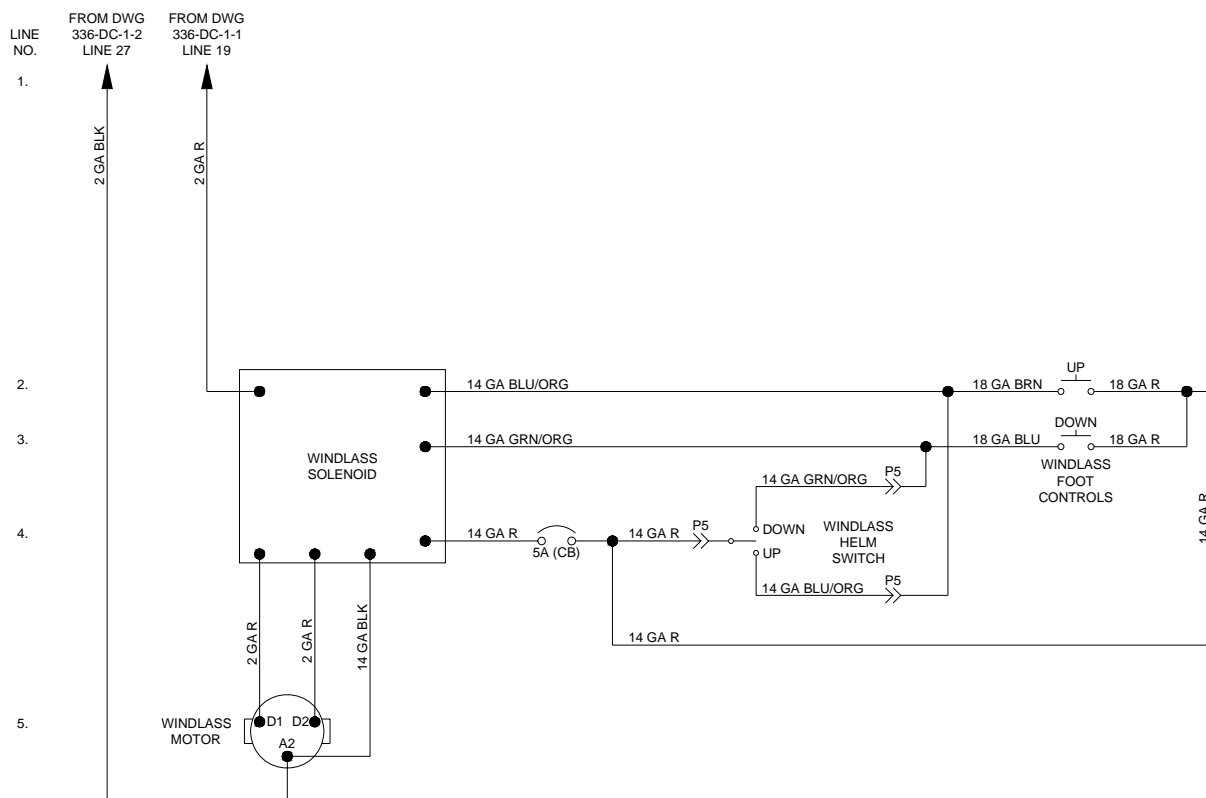 LINE
NO.
FROM DWG
336-DC-1-2
LINE 27
FROM DWG
336-DC-1-1
LINE 19
1.
2 GA BLK
2 GA R
2.
14 GA BLU/ORG
18 GA BRN
UP
18 GA R
3.
14 GA GRN/ORG
18 GA BLU
DOWN
18 GA R
WINDLASS
SOLENOID
WINDLASS
FOOT
CONTROLS
14 GA GRN/ORG
P5
4.
14 GA R
5A (CB)
14 GA R
P5
DOWN
UP
WINDLASS
HELM
SWITCH
14 GA R
14 GA BLU/ORG
P5
14 GA R
2 GA R
2 GA R
14 GA BLK
5.
WINDLASS
MOTOR
D1
D2
A2